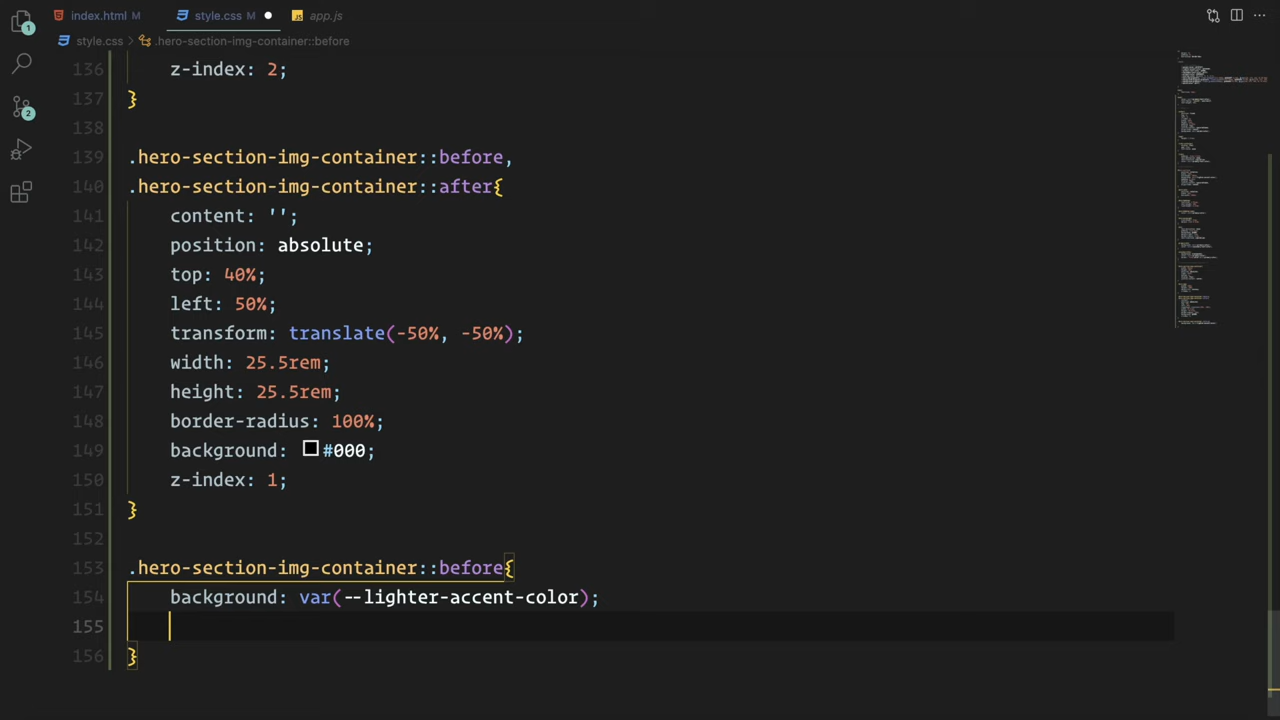 index.html M
style.css M
JS app.js
style.css > .hero-section-img-container::before
136 z-index: 2;
137 }
138
139 .hero-section-img-container::before,
140 .hero-section-img-container::after{
141 content: '';
142 position: absolute;
143 top: 40%;
144 left: 50%;
145 transform: translate(-50%, -50%);
146 width: 25.5rem;
147 height: 25.5rem;
148 border-radius: 100%;
149 background: #000;
150 z-index: 1;
151 }
152
153 .hero-section-img-container::before{
154 background: var(--lighter-accent-color);
155
156 }
1
2